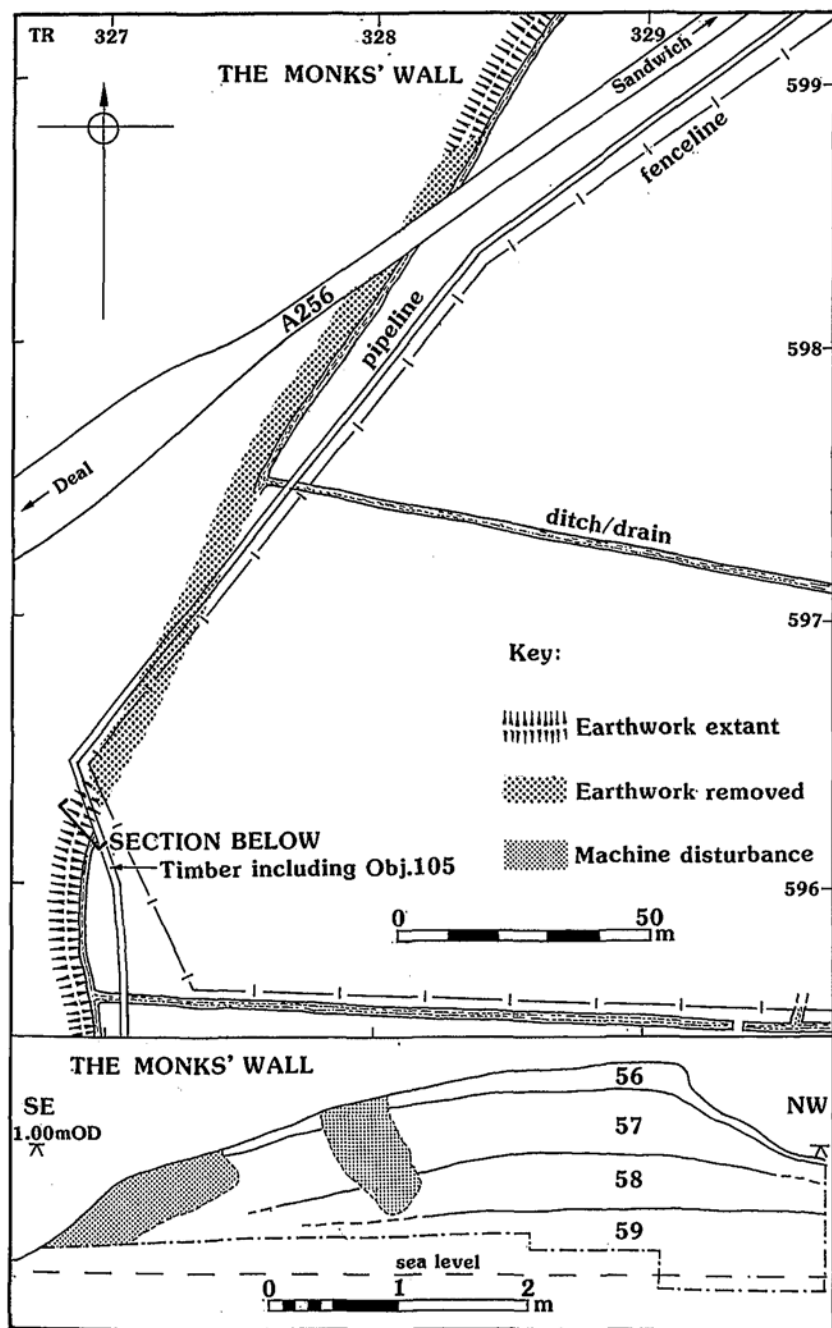 TR 327 328 329
THE MONKS' WALL
Sandwich
599
fenceline
A256
pipeline
598
Deal
ditch/drain
597
Key:
Earthwork extant
Earthwork removed
SECTION BELOW
Machine disturbance
Timber including Obj.105
596
0 50
m
THE MONKS' WALL
56
SE NW
57
1.00mOD
58
59
sea level
0 1 2
m